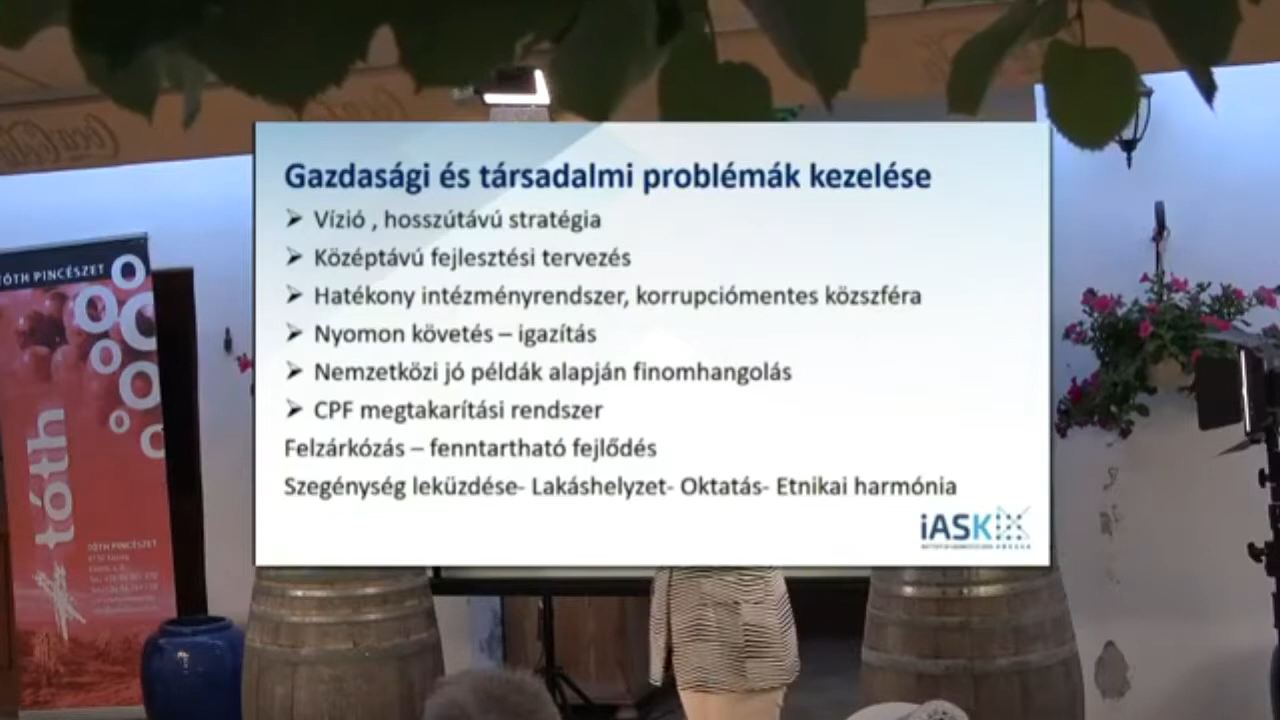 Coca-Cola
TÓTH PINCÉSZET
tóth
TÓTH PINCÉSZET
Gazdasági és társadalmi problémák kezelése
➢ Vízió , hosszútávú stratégia
➢ Középtávú fejlesztési tervezés
➢ Hatékony intézményrendszer, korrupciómentes közszféra
➢ Nyomon követés – igazítás
➢ Nemzetközi jó példák alapján finomhangolás
➢ CPF megtakarítási rendszer
Felzárkózás – fenntartható fejlődés
Szegénység leküzdése- Lakáshelyzet- Oktatás- Etnikai harmónia
iASK